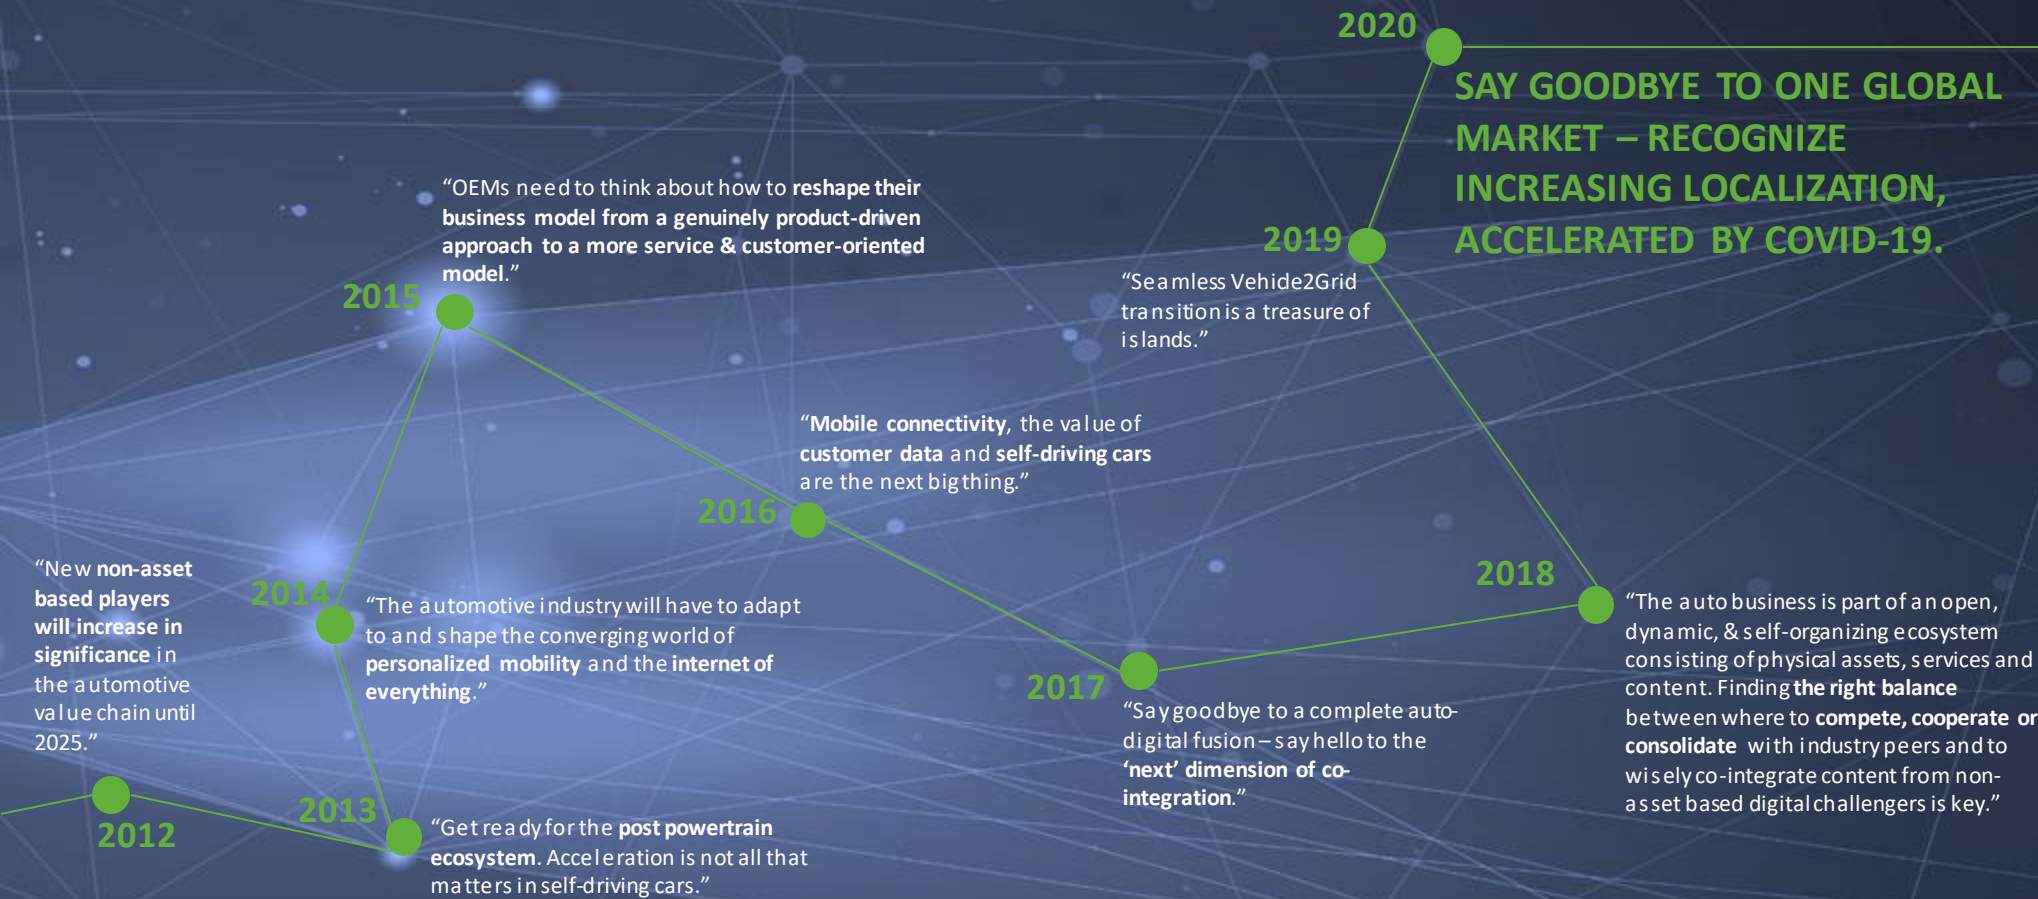 2020
SAY GOODBYE TO ONE GLOBAL
MARKET – RECOGNIZE
INCREASING LOCALIZATION,
ACCELERATED BY COVID-19.
“OEMs need to think about how to reshape their
business model from a genuinely product-driven
approach to a more service & customer-oriented
model.”
2015
2019
“Seamless Vehicle2Grid
transition is a treasure of
islands.”
“Mobile connectivity, the value of
customer data and self-driving cars
are the next big thing.”
2016
“New non-asset
based players
will increase in
significance in
the automotive
value chain until
2025.”
2012
2014
“The automotive industry will have to adapt
to and shape the converging world of
personalized mobility and the internet of
everything.”
2013
“Get ready for the post powertrain
ecosystem. Acceleration is not all that
matters in self-driving cars.”
2017
“Say goodbye to a complete auto-
digital fusion – say hello to the
‘next’ dimension of co-
integration.”
2018
“The auto business is part of an open,
dynamic, & self-organizing ecosystem
consisting of physical assets, services and
content. Finding the right balance
between where to compete, cooperate or
consolidate with industry peers and to
wisely co-integrate content from non-
asset based digital challengers is key.”